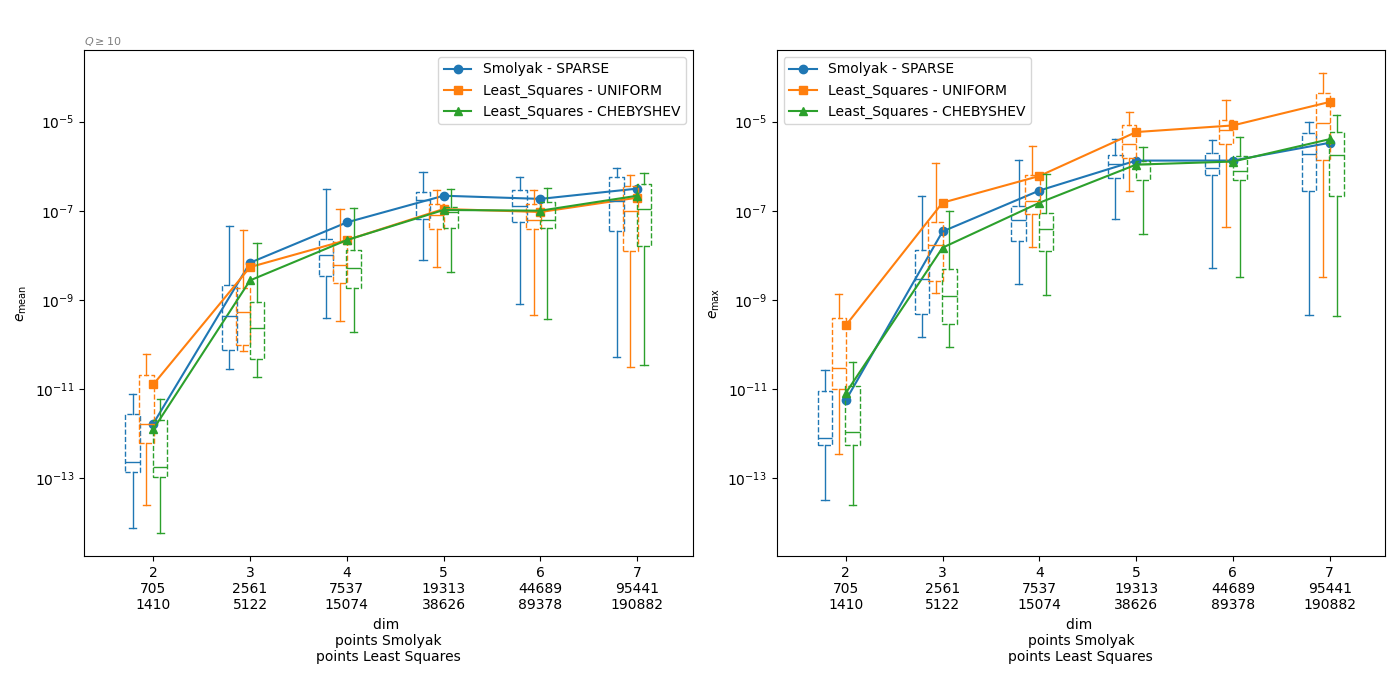 Q ≥ 10
Smolyak - SPARSE
Least_Squares - UNIFORM
Least_Squares - CHEBYSHEV
10⁻⁵
10⁻⁷
10⁻⁹
10⁻¹¹
10⁻¹³
e_mean
2 3 4 5 6 7
705 2561 7537 19313 44689 95441
1410 5122 15074 38626 89378 190882
dim
points Smolyak
points Least Squares
Smolyak - SPARSE
Least_Squares - UNIFORM
Least_Squares - CHEBYSHEV
10⁻⁵
10⁻⁷
10⁻⁹
10⁻¹¹
10⁻¹³
e_max
2 3 4 5 6 7
705 2561 7537 19313 44689 95441
1410 5122 15074 38626 89378 190882
dim
points Smolyak
points Least Squares